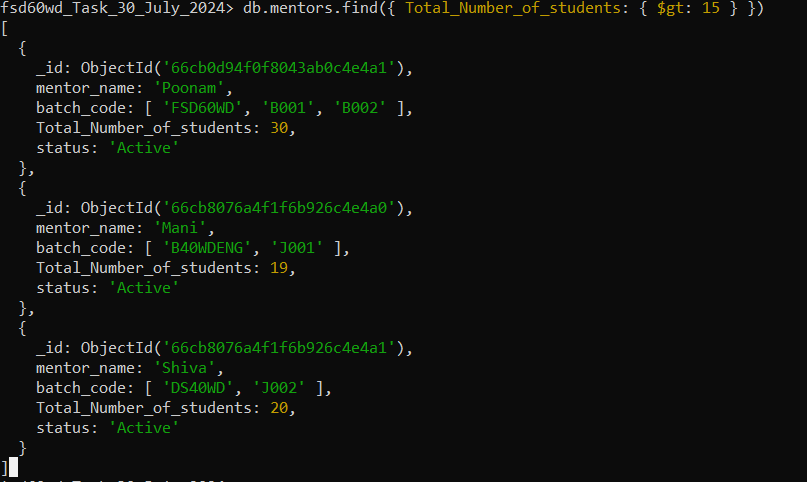 fsd60wd_Task_30_July_2024> db.mentors.find({ Total_Number_of_students: { $gt: 15 } })
[
  {
    _id: ObjectId('66cb0d94f0f8043ab0c4e4a1'),
    mentor_name: 'Poonam',
    batch_code: [ 'FSD60WD', 'B001', 'B002' ],
    Total_Number_of_students: 30,
    status: 'Active'
  },
  {
    _id: ObjectId('66cb8076a4f1f6b926c4e4a0'),
    mentor_name: 'Mani',
    batch_code: [ 'B40WDENG', 'J001' ],
    Total_Number_of_students: 19,
    status: 'Active'
  },
  {
    _id: ObjectId('66cb8076a4f1f6b926c4e4a1'),
    mentor_name: 'Shiva',
    batch_code: [ 'DS40WD', 'J002' ],
    Total_Number_of_students: 20,
    status: 'Active'
  }
]